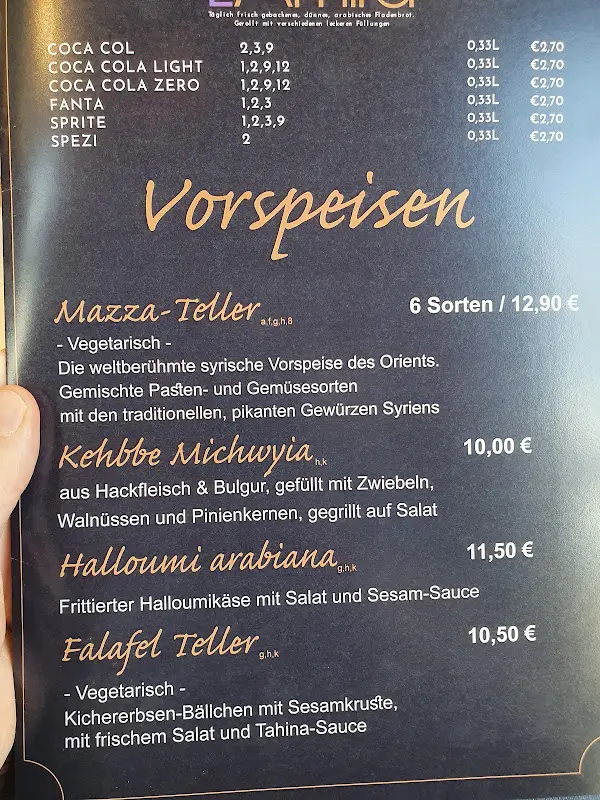 Täglich frisch gebackenes, dünnes, arabisches Fladenbrot.
Gerollt mit verschiedenen leckeren Füllungen
COCA COL 2,3,9 0,33L €2,70
COCA COLA LIGHT 1,2,9,12 0,33L €2,70
COCA COLA ZERO 1,2,9,12 0,33L €2,70
FANTA 1,2,3 0,33L €2,70
SPRITE 1,2,3,9 0,33L €2,70
SPEZI 2 0,33L €2,70
Vorspeisen
Mazza-Teller a,f,g,h,8 6 Sorten / 12,90 €
- Vegetarisch -
Die weltberühmte syrische Vorspeise des Orients.
Gemischte Pasten- und Gemüsesorten
mit den traditionellen, pikanten Gewürzen Syriens
Kehbbe Michwyia h,k 10,00 €
aus Hackfleisch & Bulgur, gefüllt mit Zwiebeln,
Walnüssen und Pinienkernen, gegrillt auf Salat
Halloumi arabiana g,h,k 11,50 €
Frittierter Halloumikäse mit Salat und Sesam-Sauce
Falafel Teller g,h,k 10,50 €
- Vegetarisch -
Kichererbsen-Bällchen mit Sesamkruste,
mit frischem Salat und Tahina-Sauce